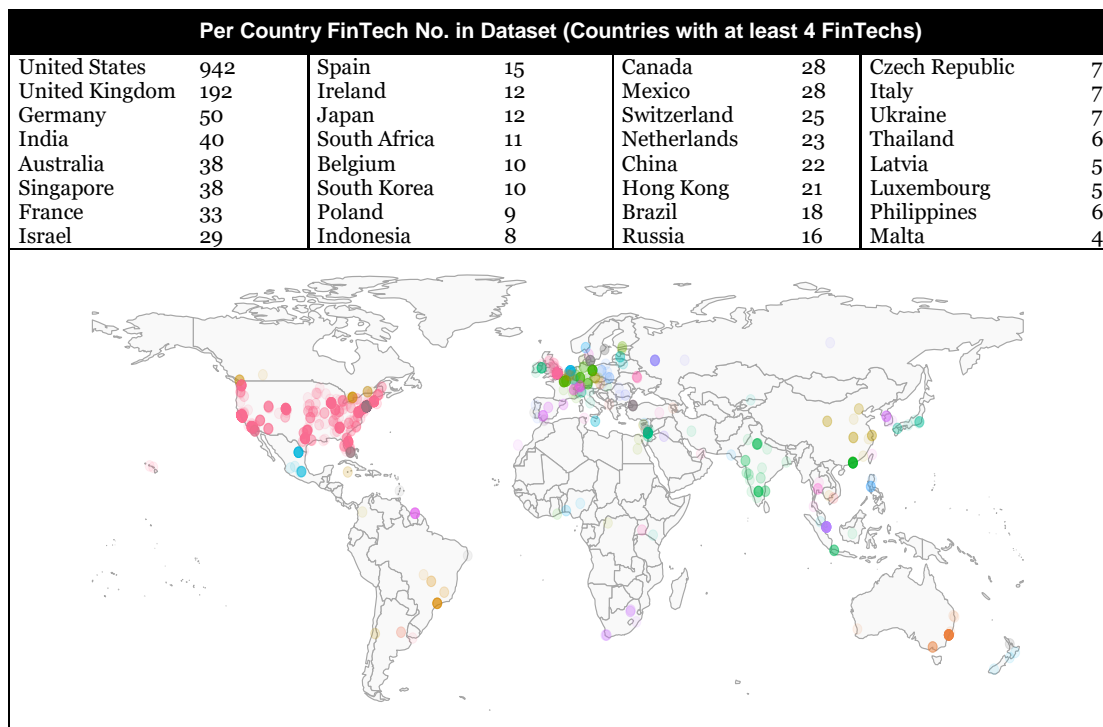 Per Country FinTech No. in Dataset (Countries with at least 4 FinTechs)
United States 942 Spain 15 Canada 28 Czech Republic 7
United Kingdom 192 Ireland 12 Mexico 28 Italy 7
Germany 50 Japan 12 Switzerland 25 Ukraine 7
India 40 South Africa 11 Netherlands 23 Thailand 6
Australia 38 Belgium 10 China 22 Latvia 5
Singapore 38 South Korea 10 Hong Kong 21 Luxembourg 5
France 33 Poland 9 Brazil 18 Philippines 6
Israel 29 Indonesia 8 Russia 16 Malta 4